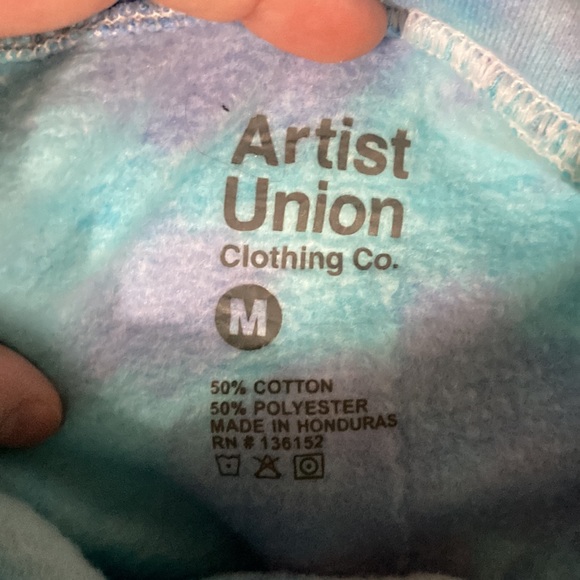 Artist
Union
Clothing Co.
M
50% COTTON
50% POLYESTER
MADE IN HONDURAS
RN # 136152